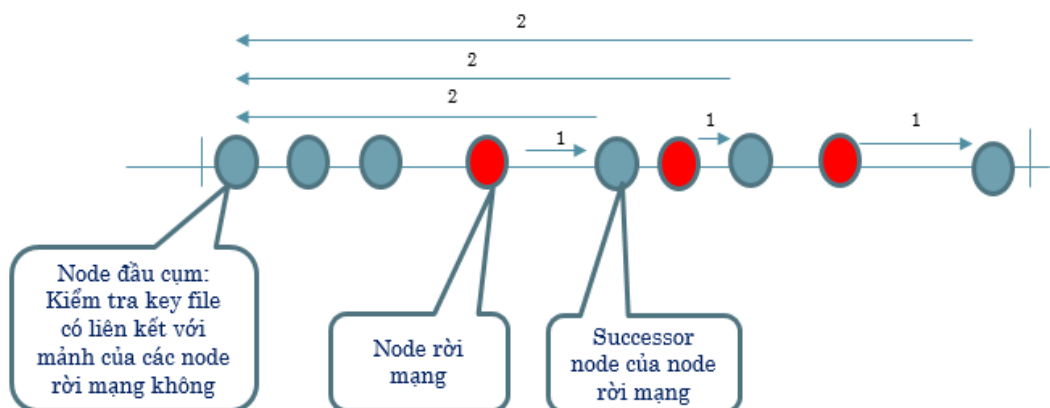 2
2
2
1
1
1
Node đầu cụm:
Kiểm tra key file
có liên kết với
mảnh của các node
rời mạng không
Node rời
mạng
Successor
node của node
rời mạng